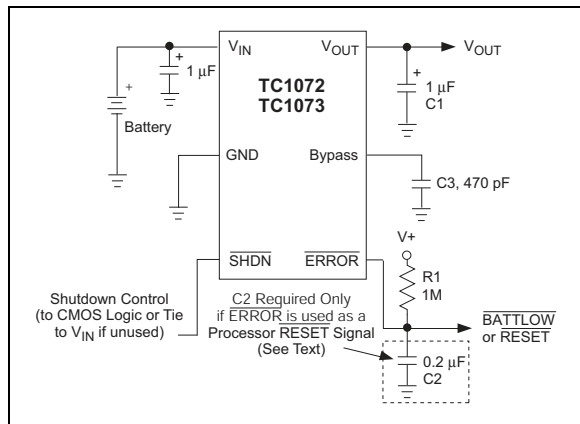 V_IN
V_OUT
V_OUT
+
1 µF
TC1072
TC1073
+
1 µF
C1
+
Battery
GND
Bypass
C3, 470 pF
V+
SHDN
ERROR
R1
1M
Shutdown Control
(to CMOS Logic or Tie
to V_IN if unused)
C2 Required Only
if ERROR is used as a
Processor RESET Signal
(See Text)
BATTLOW
or RESET
0.2 µF
C2